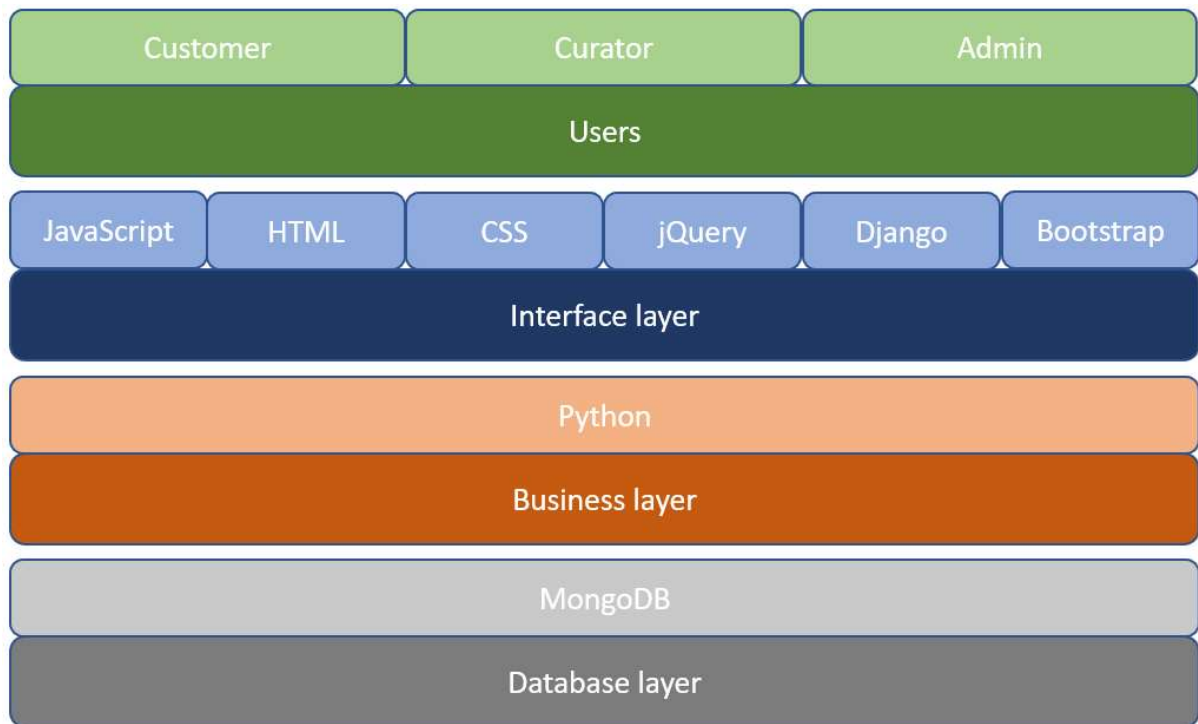 Customer Curator Admin
Users
JavaScript HTML CSS jQuery Django Bootstrap
Interface layer
Python
Business layer
MongoDB
Database layer